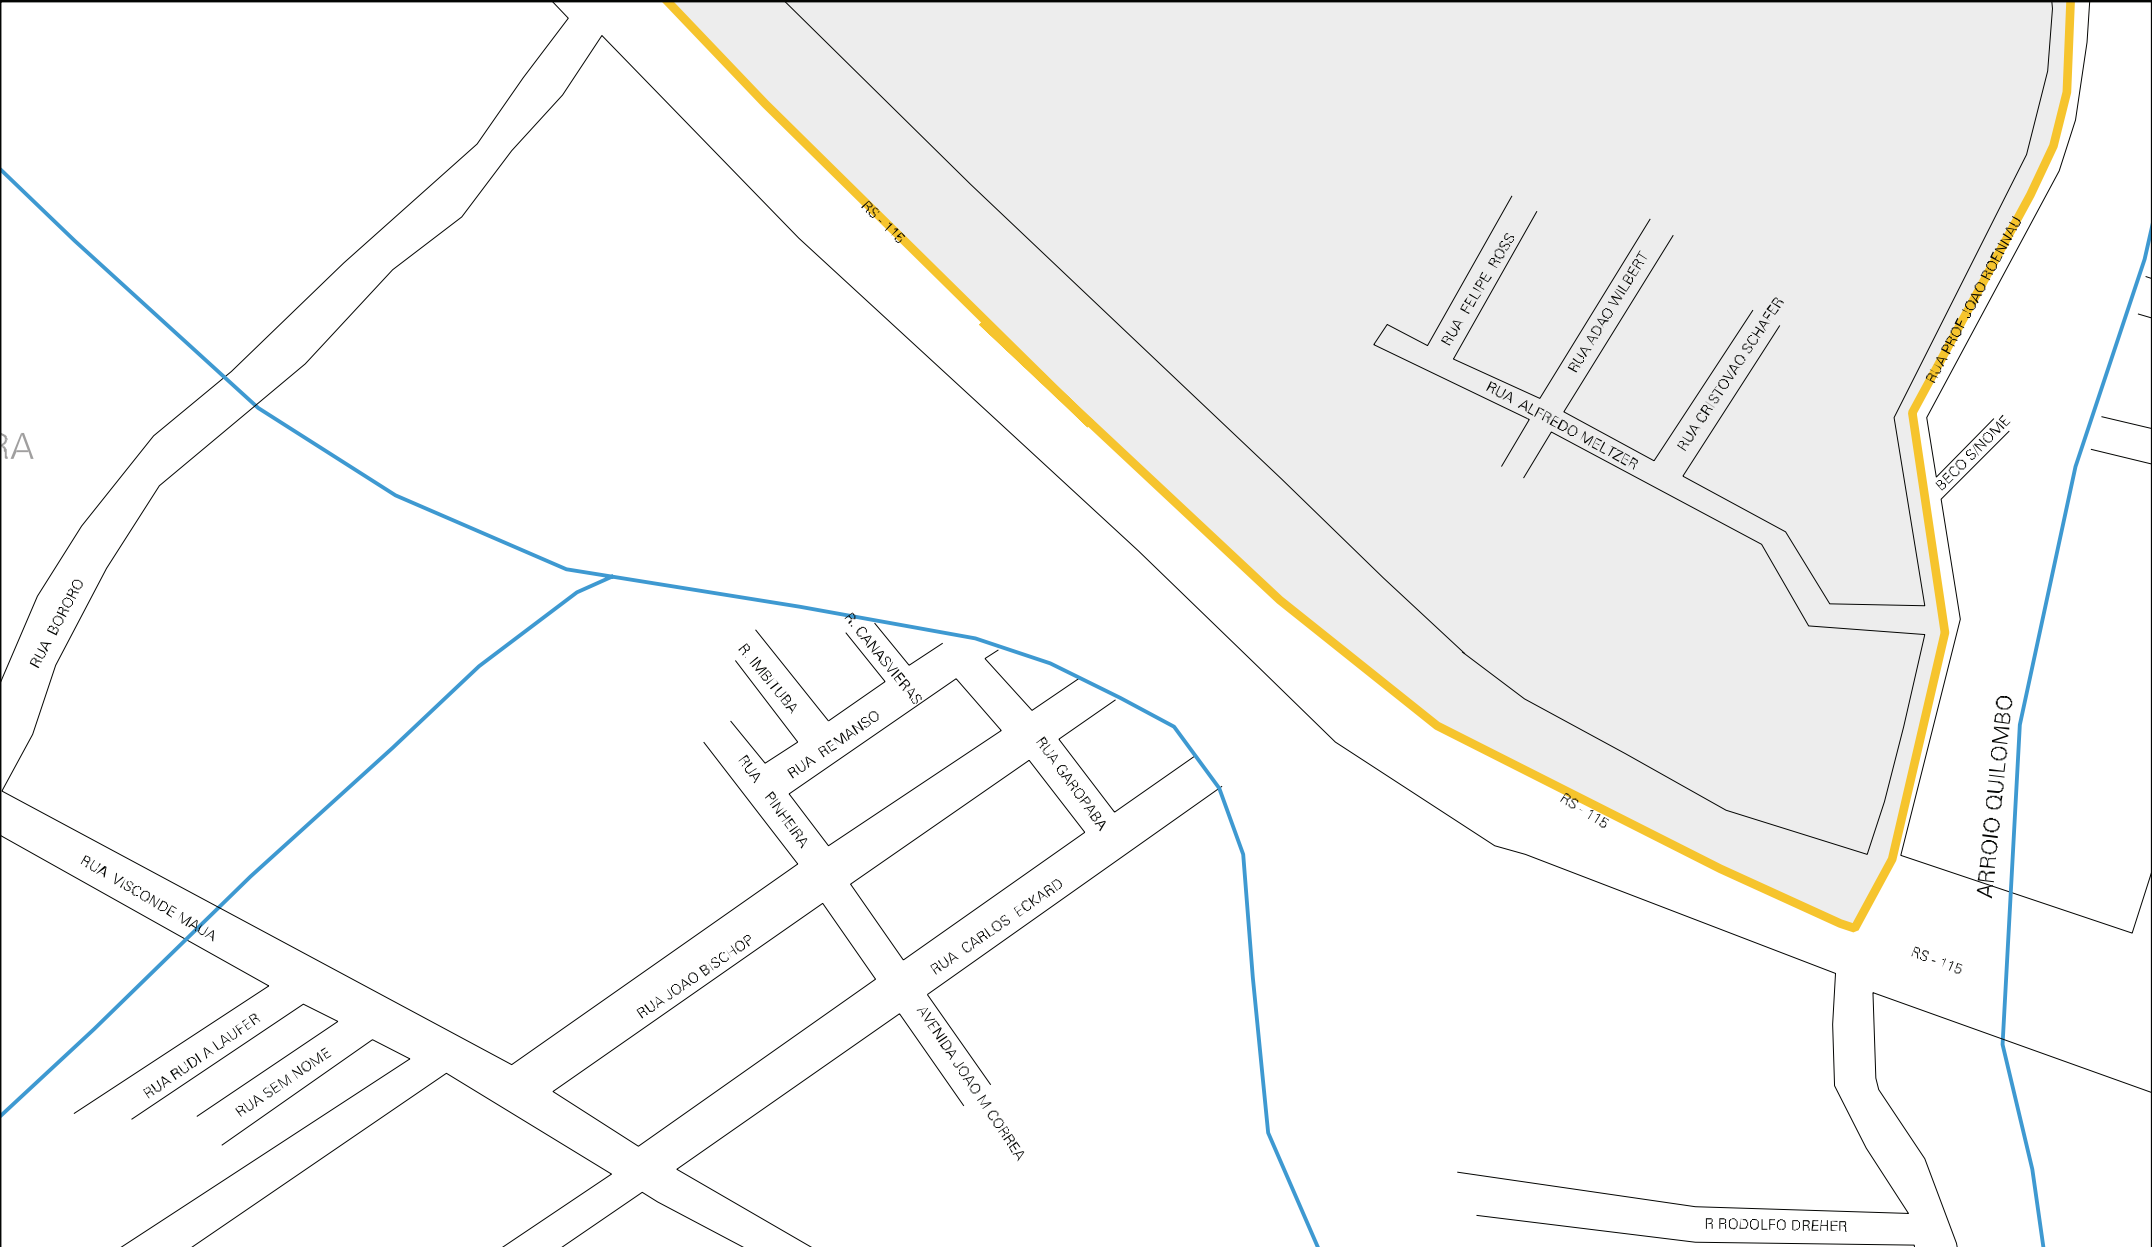 RS - 115
RUA PROF JOAO ROENNAU
RUA FELIPE ROSS
RUA ADAO WILBERT
RUA CRISTOVAO SCHAFER
RUA ALFREDO MELTZER
BECO S/NOME
RA
RUA BORORO
R. CANASVIERAS
R. IMBITUBA
RUA REMANSO
RUA PINHEIRA
RUA GAROPABA
RS - 115
ARROIO QUILOMBO
RUA VISCONDE MAUA
RUA CARLOS ECKARD
RUA JOAO BISCHOP
RS - 115
RUA RUDI A LAUFER
RUA SEM NOME
AVENIDA JOAO M CORREA
R RODOLFO DREHER